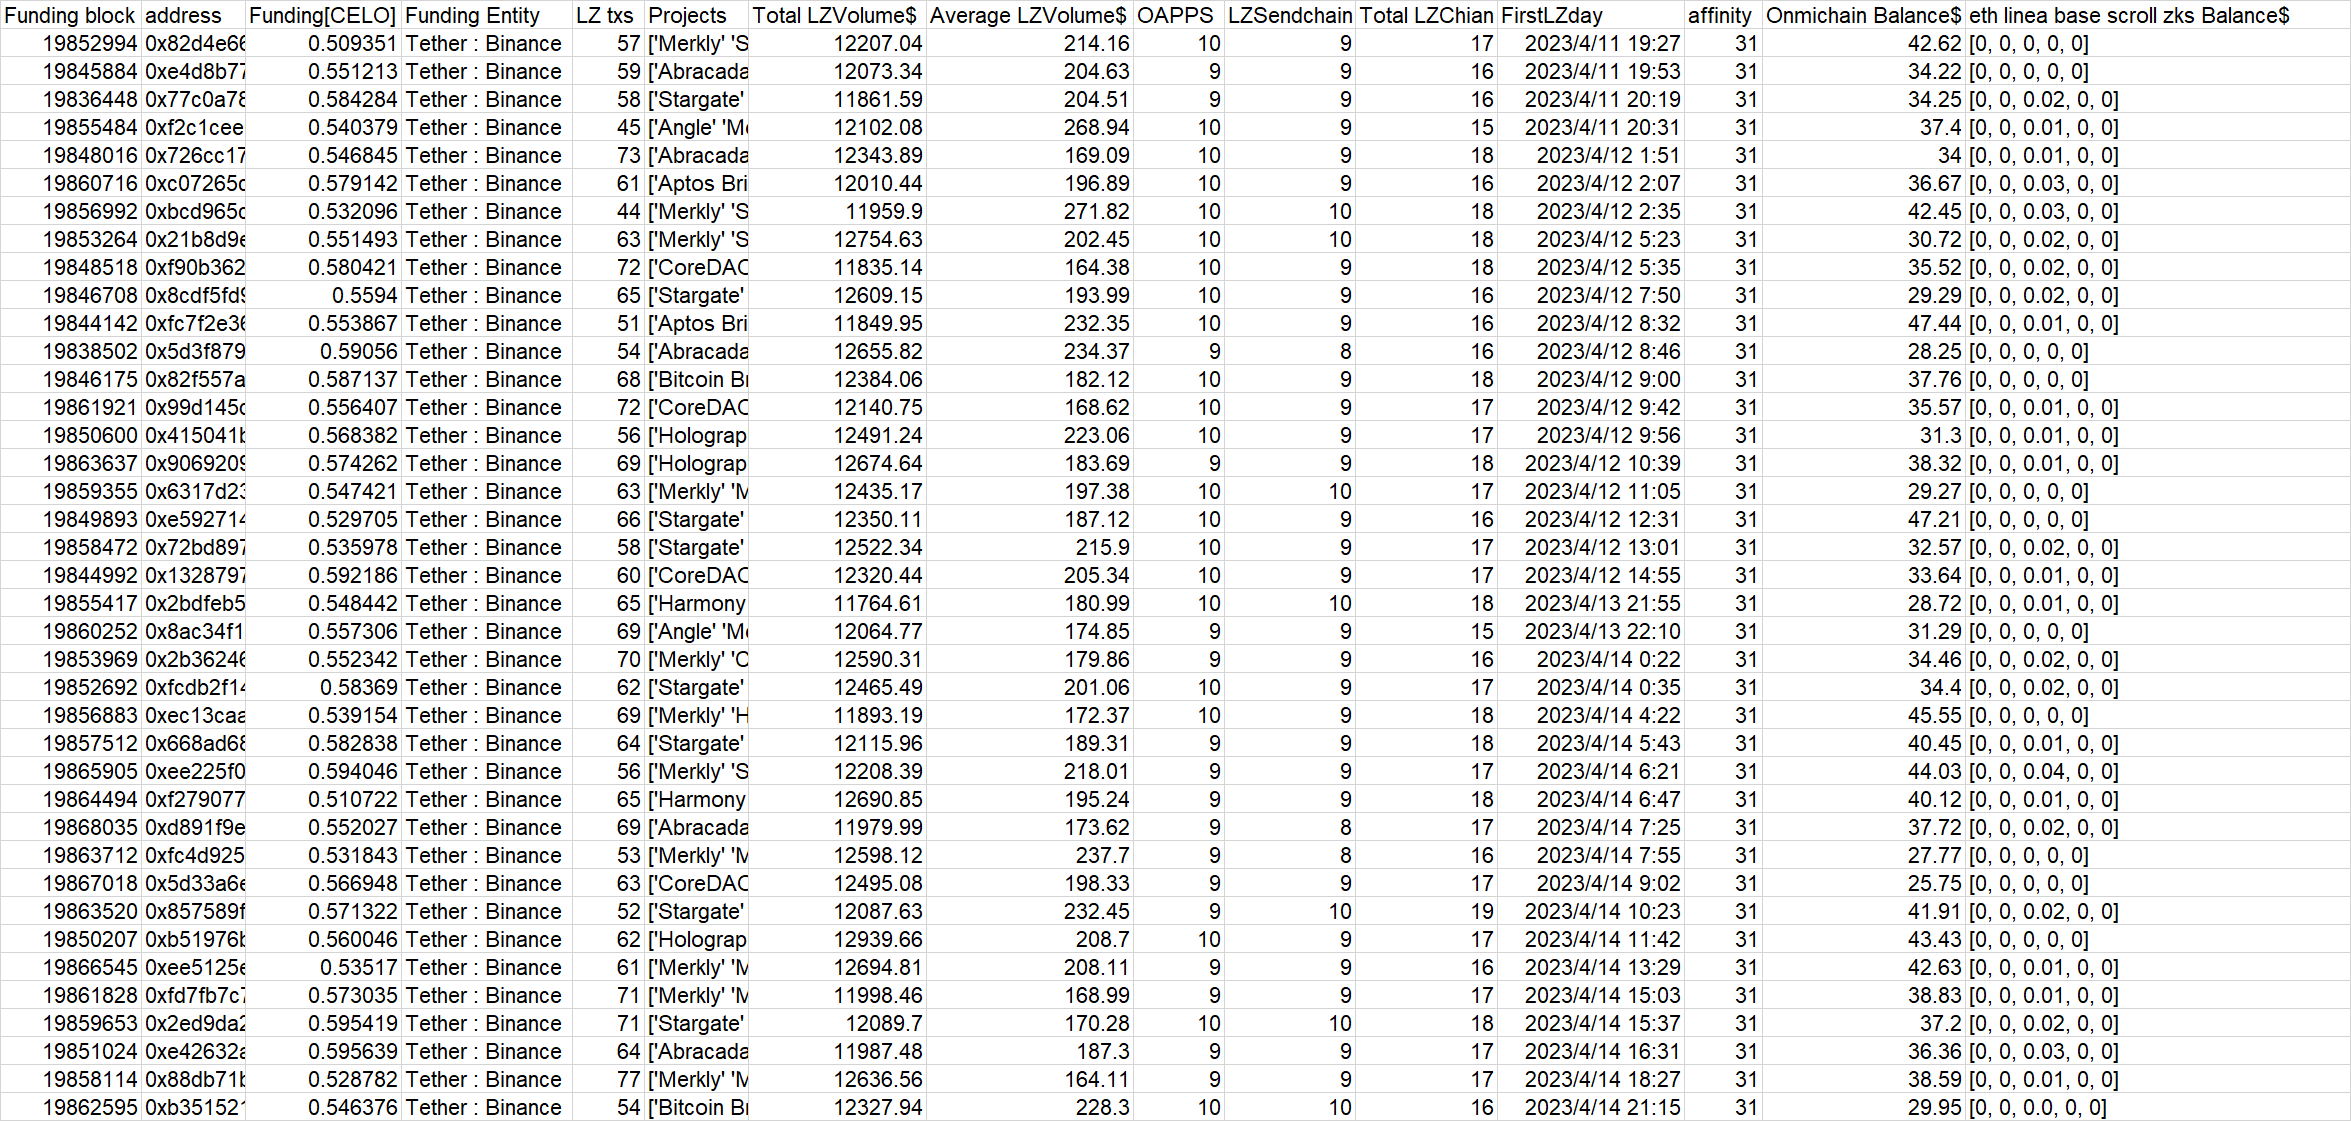 Funding block address Funding[CELO] Funding Entity LZ txs Projects Total LZVolume$ Average LZVolume$ OAPPS LZSendchain Total LZChian FirstLZday affinity Onmichain Balance$ eth linea base scroll zks Balance$
19852994 0x82d4e66 0.509351 Tether : Binance 57 ['Merkly' 'S 12207.04 214.16 10 9 17 2023/4/11 19:27 31 42.62 [0, 0, 0, 0, 0]
19845884 0xe4d8b77 0.551213 Tether : Binance 59 ['Abracada 12073.34 204.63 9 9 16 2023/4/11 19:53 31 34.22 [0, 0, 0, 0, 0]
19836448 0x77c0a78 0.584284 Tether : Binance 58 ['Stargate' 11861.59 204.51 9 9 16 2023/4/11 20:19 31 34.25 [0, 0, 0.02, 0, 0]
19855484 0xf2c1cee 0.540379 Tether : Binance 45 ['Angle' 'Me 12102.08 268.94 10 9 15 2023/4/11 20:31 31 37.4 [0, 0, 0.01, 0, 0]
19848016 0x726cc17 0.546845 Tether : Binance 73 ['Abracada 12343.89 169.09 10 9 18 2023/4/12 1:51 31 34 [0, 0, 0.01, 0, 0]
19860716 0xc07265c 0.579142 Tether : Binance 61 ['Aptos Bri 12010.44 196.89 10 9 16 2023/4/12 2:07 31 36.67 [0, 0, 0.03, 0, 0]
19856992 0xbcd965c 0.532096 Tether : Binance 44 ['Merkly' 'S 11959.9 271.82 10 10 18 2023/4/12 2:35 31 42.45 [0, 0, 0.03, 0, 0]
19853264 0x21b8d9e 0.551493 Tether : Binance 63 ['Merkly' 'S 12754.63 202.45 10 10 18 2023/4/12 5:23 31 30.72 [0, 0, 0.02, 0, 0]
19848518 0xf90b362 0.580421 Tether : Binance 72 ['CoreDAO 11835.14 164.38 10 9 18 2023/4/12 5:35 31 35.52 [0, 0, 0.02, 0, 0]
19846708 0x8cdf5fd9 0.5594 Tether : Binance 65 ['Stargate' 12609.15 193.99 10 9 16 2023/4/12 7:50 31 29.29 [0, 0, 0.02, 0, 0]
19844142 0xfc7f2e36 0.553867 Tether : Binance 51 ['Aptos Bri 11849.95 232.35 10 9 16 2023/4/12 8:32 31 47.44 [0, 0, 0.01, 0, 0]
19838502 0x5d3f879 0.59056 Tether : Binance 54 ['Abracada 12655.82 234.37 9 8 16 2023/4/12 8:46 31 28.25 [0, 0, 0, 0, 0]
19846175 0x82f557a 0.587137 Tether : Binance 68 ['Bitcoin Br 12384.06 182.12 10 9 18 2023/4/12 9:00 31 37.76 [0, 0, 0, 0, 0]
19861921 0x99d145c 0.556407 Tether : Binance 72 ['CoreDAO 12140.75 168.62 10 9 17 2023/4/12 9:42 31 35.57 [0, 0, 0.01, 0, 0]
19850600 0x415041b 0.568382 Tether : Binance 56 ['Holograp 12491.24 223.06 10 9 17 2023/4/12 9:56 31 31.3 [0, 0, 0.01, 0, 0]
19863637 0x9069209 0.574262 Tether : Binance 69 ['Holograp 12674.64 183.69 9 9 18 2023/4/12 10:39 31 38.32 [0, 0, 0.01, 0, 0]
19859355 0x6317d23 0.547421 Tether : Binance 63 ['Merkly' 'M 12435.17 197.38 10 10 17 2023/4/12 11:05 31 29.27 [0, 0, 0, 0, 0]
19849893 0xe592714 0.529705 Tether : Binance 66 ['Stargate' 12350.11 187.12 10 9 16 2023/4/12 12:31 31 47.21 [0, 0, 0, 0, 0]
19858472 0x72bd897 0.535978 Tether : Binance 58 ['Stargate' 12522.34 215.9 10 9 17 2023/4/12 13:01 31 32.57 [0, 0, 0.02, 0, 0]
19844992 0x1328797 0.592186 Tether : Binance 60 ['CoreDAO 12320.44 205.34 10 9 17 2023/4/12 14:55 31 33.64 [0, 0, 0.01, 0, 0]
19855417 0x2bdfeb5 0.548442 Tether : Binance 65 ['Harmony 11764.61 180.99 10 10 18 2023/4/13 21:55 31 28.72 [0, 0, 0.01, 0, 0]
19860252 0x8ac34f1 0.557306 Tether : Binance 69 ['Angle' 'Me 12064.77 174.85 9 9 15 2023/4/13 22:10 31 31.29 [0, 0, 0, 0, 0]
19853969 0x2b36246 0.552342 Tether : Binance 70 ['Merkly' 'C 12590.31 179.86 9 9 16 2023/4/14 0:22 31 34.46 [0, 0, 0.02, 0, 0]
19852692 0xfcdb2f14 0.58369 Tether : Binance 62 ['Stargate' 12465.49 201.06 10 9 17 2023/4/14 0:35 31 34.4 [0, 0, 0.02, 0, 0]
19856883 0xec13caa 0.539154 Tether : Binance 69 ['Merkly' 'H 11893.19 172.37 10 9 18 2023/4/14 4:22 31 45.55 [0, 0, 0, 0, 0]
19857512 0x668ad68 0.582838 Tether : Binance 64 ['Stargate' 12115.96 189.31 9 9 18 2023/4/14 5:43 31 40.45 [0, 0, 0.01, 0, 0]
19865905 0xee225f0 0.594046 Tether : Binance 56 ['Merkly' 'S 12208.39 218.01 9 9 17 2023/4/14 6:21 31 44.03 [0, 0, 0.04, 0, 0]
19864494 0xf279077 0.510722 Tether : Binance 65 ['Harmony 12690.85 195.24 9 9 18 2023/4/14 6:47 31 40.12 [0, 0, 0.01, 0, 0]
19868035 0xd891f9e 0.552027 Tether : Binance 69 ['Abracada 11979.99 173.62 9 8 17 2023/4/14 7:25 31 37.72 [0, 0, 0.02, 0, 0]
19863712 0xfc4d925 0.531843 Tether : Binance 53 ['Merkly' 'M 12598.12 237.7 9 8 16 2023/4/14 7:55 31 27.77 [0, 0, 0, 0, 0]
19867018 0x5d33a6e 0.566948 Tether : Binance 63 ['CoreDAO 12495.08 198.33 9 9 17 2023/4/14 9:02 31 25.75 [0, 0, 0, 0, 0]
19863520 0x857589f 0.571322 Tether : Binance 52 ['Stargate' 12087.63 232.45 9 10 19 2023/4/14 10:23 31 41.91 [0, 0, 0.02, 0, 0]
19850207 0xb51976b 0.560046 Tether : Binance 62 ['Holograp 12939.66 208.7 10 9 17 2023/4/14 11:42 31 43.43 [0, 0, 0, 0, 0]
19866545 0xee5125e 0.53517 Tether : Binance 61 ['Merkly' 'M 12694.81 208.11 9 9 16 2023/4/14 13:29 31 42.63 [0, 0, 0.01, 0, 0]
19861828 0xfd7fb7c7 0.573035 Tether : Binance 71 ['Merkly' 'M 11998.46 168.99 9 9 17 2023/4/14 15:03 31 38.83 [0, 0, 0.01, 0, 0]
19859653 0x2ed9da2 0.595419 Tether : Binance 71 ['Stargate' 12089.7 170.28 10 10 18 2023/4/14 15:37 31 37.2 [0, 0, 0.02, 0, 0]
19851024 0xe42632a 0.595639 Tether : Binance 64 ['Abracada 11987.48 187.3 9 9 17 2023/4/14 16:31 31 36.36 [0, 0, 0.03, 0, 0]
19858114 0x88db71b 0.528782 Tether : Binance 77 ['Merkly' 'M 12636.56 164.11 9 9 17 2023/4/14 18:27 31 38.59 [0, 0, 0.01, 0, 0]
19862595 0xb351521 0.546376 Tether : Binance 54 ['Bitcoin Br 12327.94 228.3 10 10 16 2023/4/14 21:15 31 29.95 [0, 0, 0.0, 0, 0]